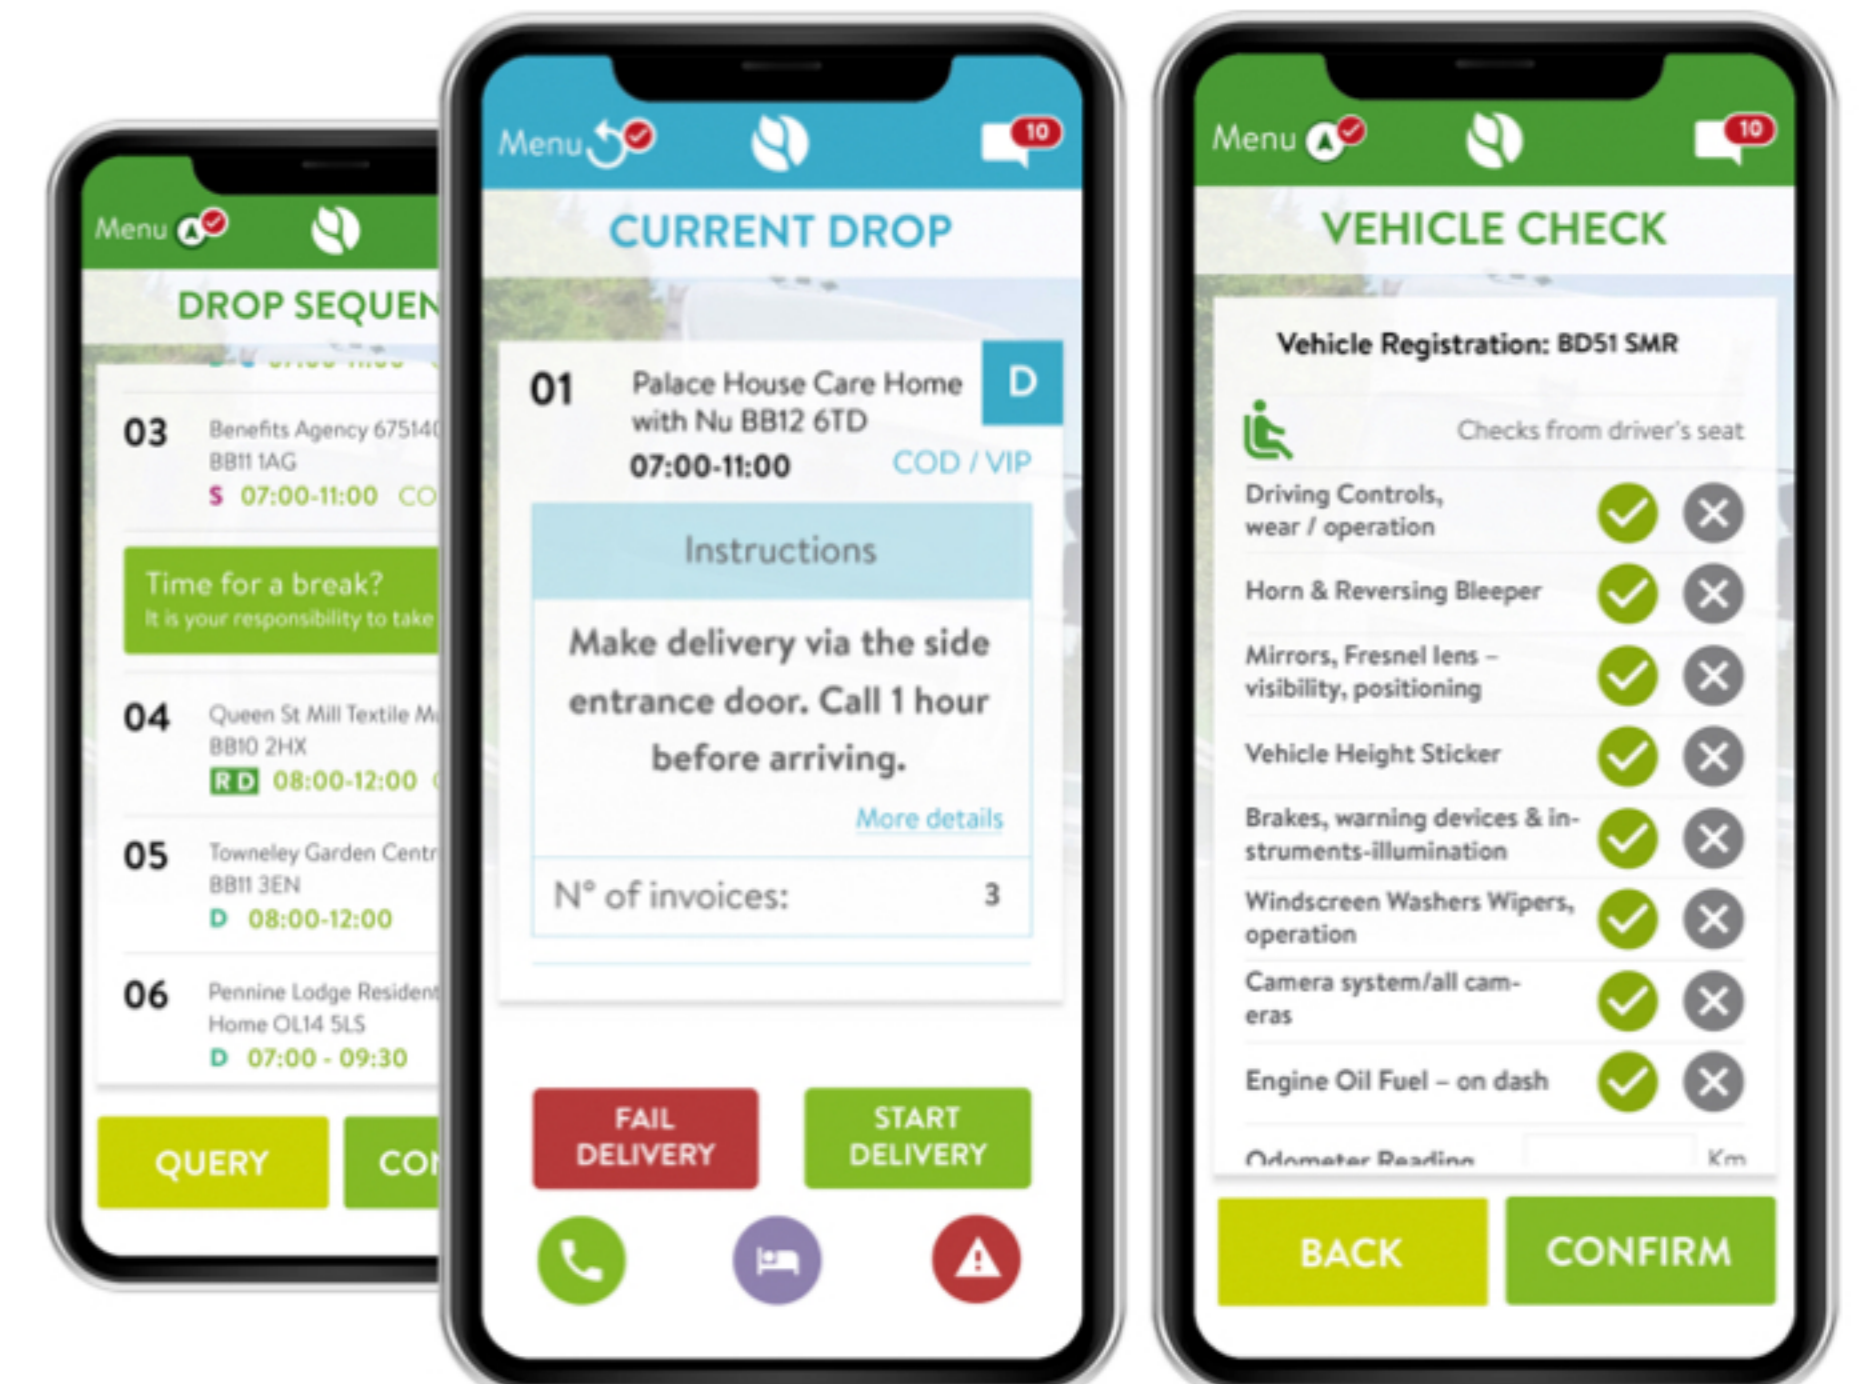 Menu
DROP SEQUEN
03
Benefits Agency 675140
BB11 1AG
S 07:00-11:00 CO
Time for a break?
It is your responsibility to take
04
Queen St Mill Textile Mu
BB10 2HX
R D 08:00-12:00
05
Towneley Garden Centr
BB11 3EN
D 08:00-12:00
06
Pennine Lodge Resident
Home OL14 5LS
D 07:00 - 09:30
QUERY
CON
Menu
10
CURRENT DROP
01
Palace House Care Home
with Nu BB12 6TD
D
07:00-11:00
COD / VIP
Instructions
Make delivery via the side
entrance door. Call 1 hour
before arriving.
More details
N° of invoices: 3
FAIL
DELIVERY
START
DELIVERY
Menu
10
VEHICLE CHECK
Vehicle Registration: BD51 SMR
Checks from driver's seat
Driving Controls,
wear / operation
Horn & Reversing Bleeper
Mirrors, Fresnel lens –
visibility, positioning
Vehicle Height Sticker
Brakes, warning devices & in-
struments-illumination
Windscreen Washers Wipers,
operation
Camera system/all cam-
eras
Engine Oil Fuel – on dash
Odometer Reading Km
BACK
CONFIRM